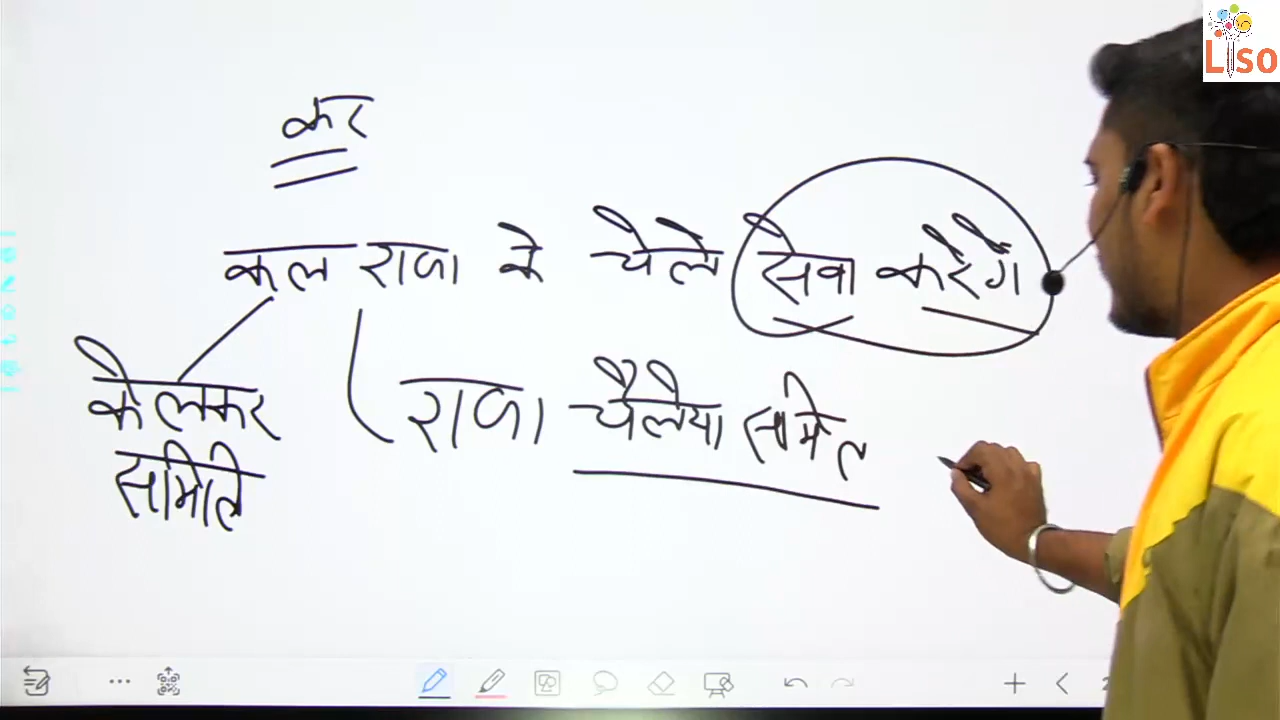 Liso
कर
कल राजा के चेले सेवा करेगें
केलकर
समिति
राजा चैलेया समिति